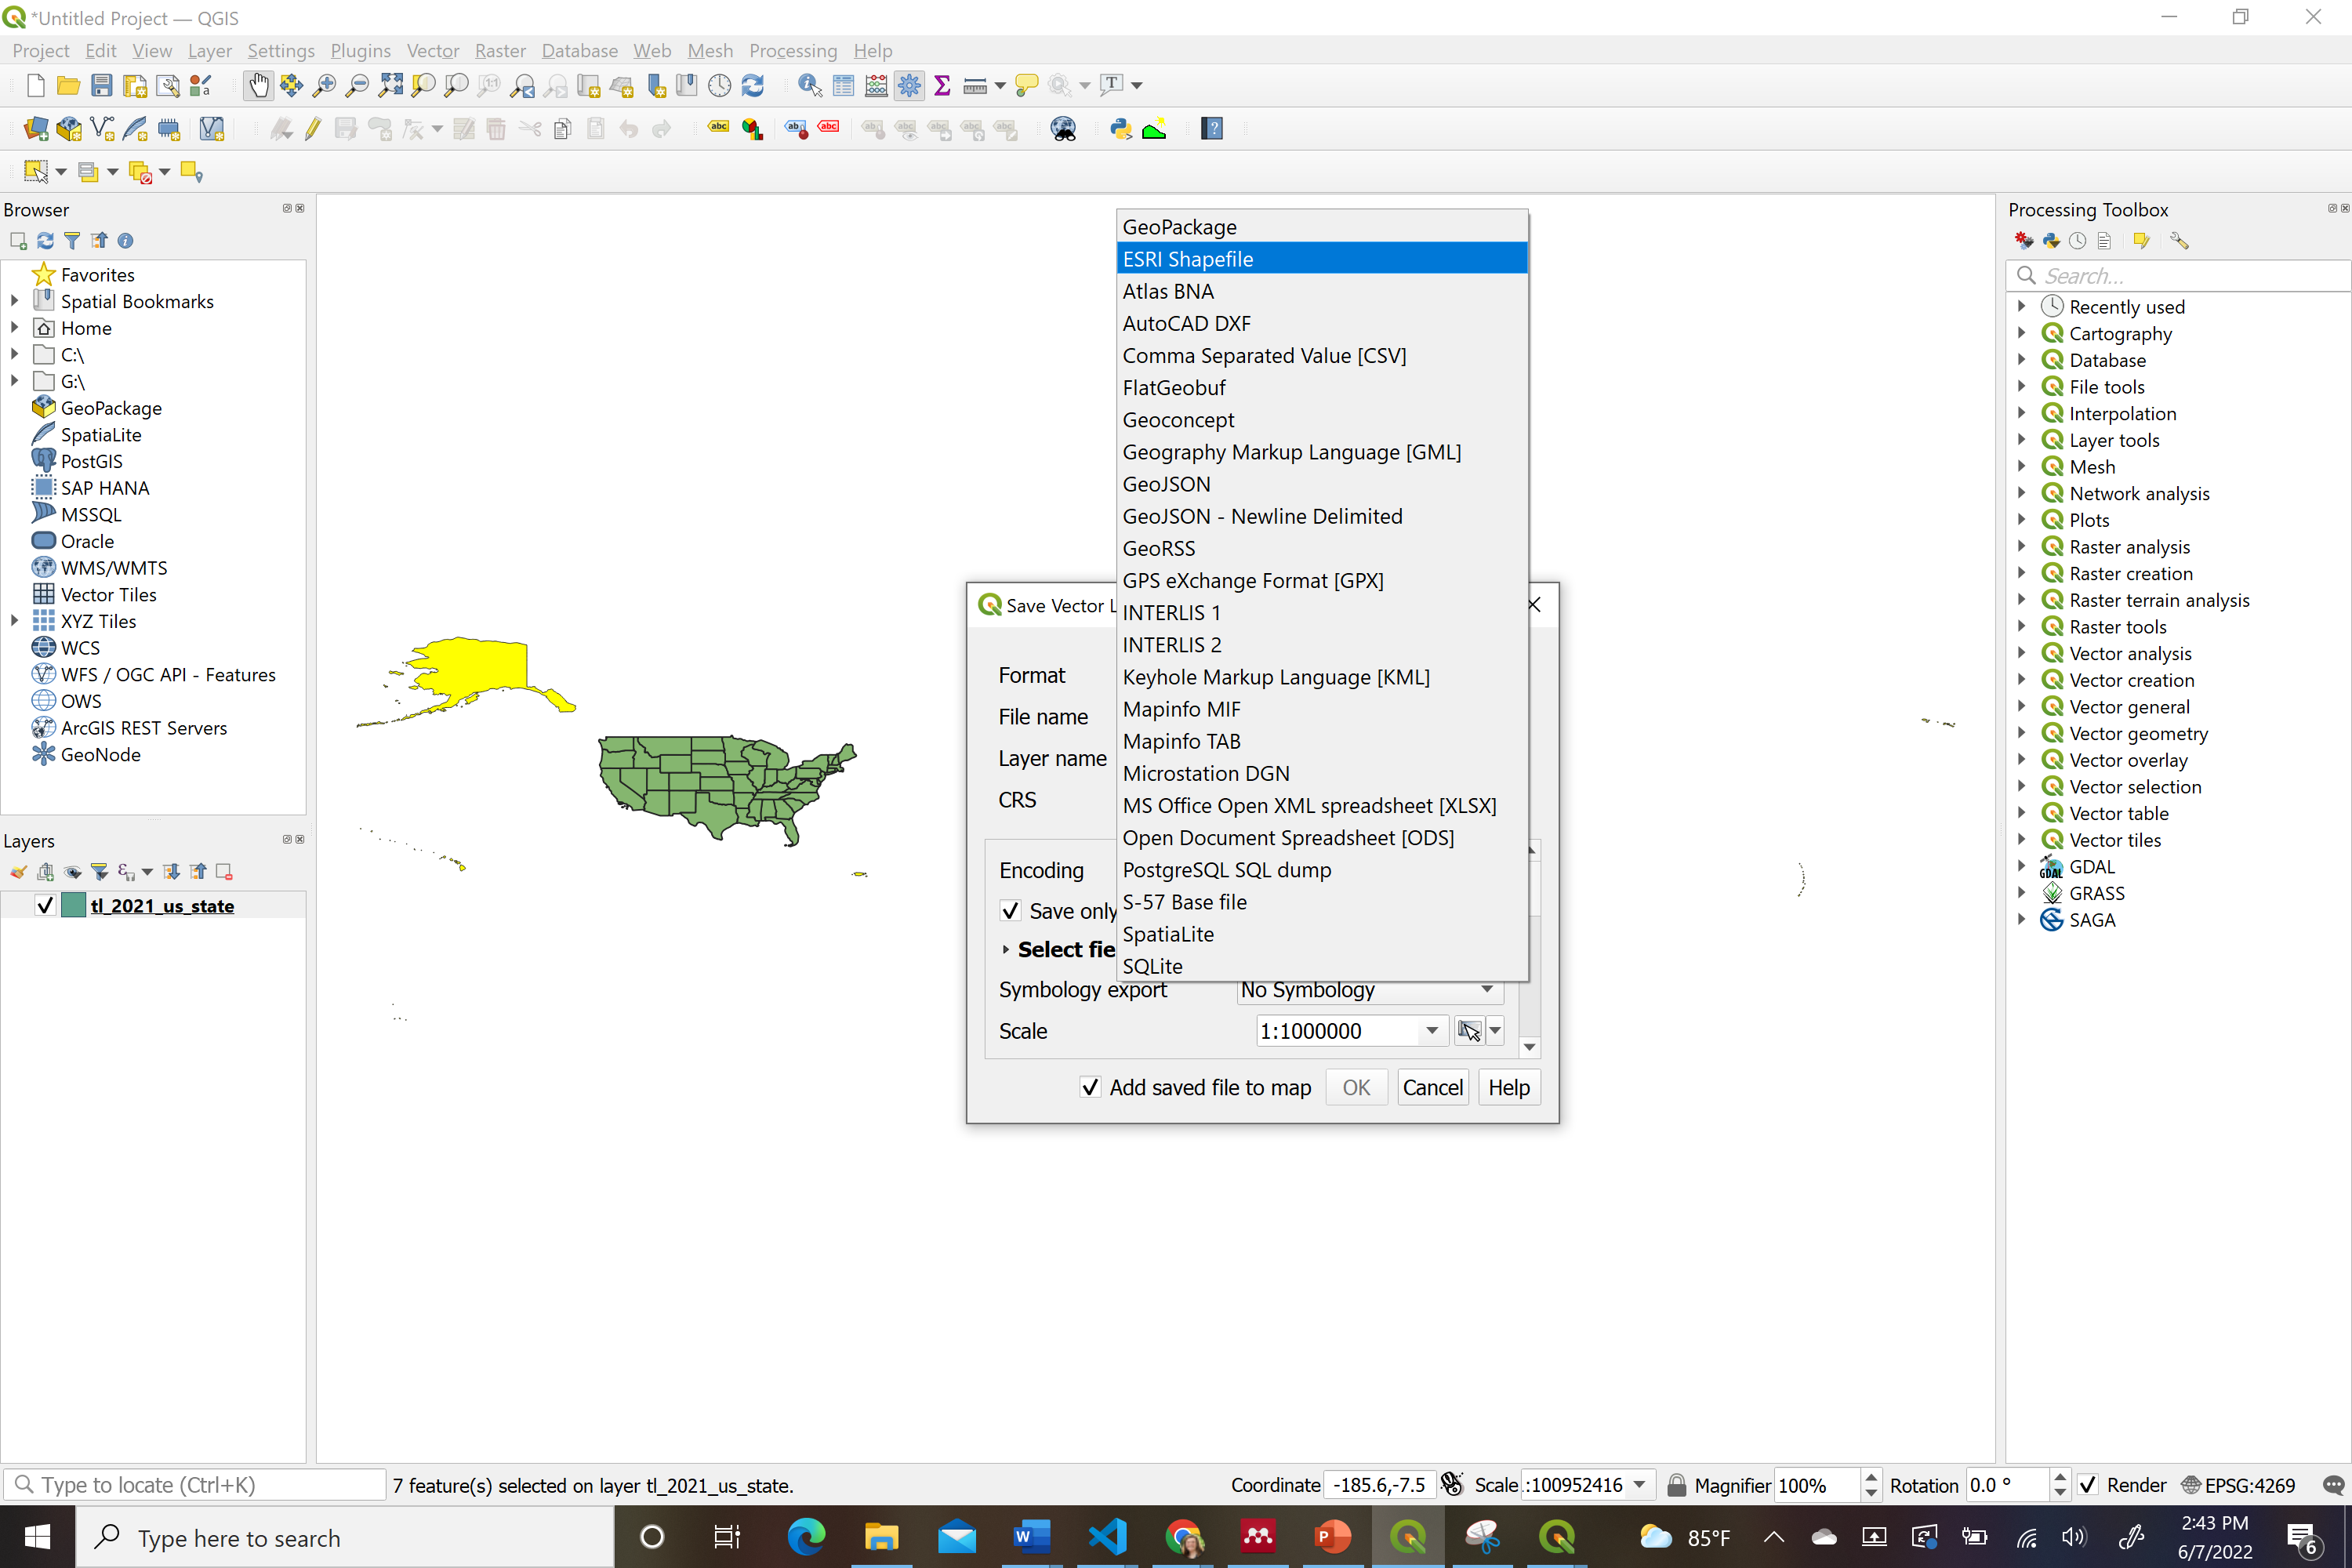 *Untitled Project — QGIS
Project Edit View Layer Settings Plugins Vector Raster Database Web Mesh Processing Help
Browser
Favorites
Spatial Bookmarks
Home
C:\
G:\
GeoPackage
SpatiaLite
PostGIS
SAP HANA
MSSQL
Oracle
WMS/WMTS
Vector Tiles
XYZ Tiles
WCS
WFS / OGC API - Features
OWS
ArcGIS REST Servers
GeoNode
Layers
tl_2021_us_state
GeoPackage
ESRI Shapefile
Atlas BNA
AutoCAD DXF
Comma Separated Value [CSV]
FlatGeobuf
Geoconcept
Geography Markup Language [GML]
GeoJSON
GeoJSON - Newline Delimited
GeoRSS
GPS eXchange Format [GPX]
INTERLIS 1
INTERLIS 2
Keyhole Markup Language [KML]
Mapinfo MIF
Mapinfo TAB
Microstation DGN
MS Office Open XML spreadsheet [XLSX]
Open Document Spreadsheet [ODS]
PostgreSQL SQL dump
S-57 Base file
SpatiaLite
SQLite
Save Vector L
Format
File name
Layer name
CRS
Encoding
Save only
Select fie
Symbology export No Symbology
Scale 1:1000000
Add saved file to map OK Cancel Help
Processing Toolbox
Search...
Recently used
Cartography
Database
File tools
Interpolation
Layer tools
Mesh
Network analysis
Plots
Raster analysis
Raster creation
Raster terrain analysis
Raster tools
Vector analysis
Vector creation
Vector general
Vector geometry
Vector overlay
Vector selection
Vector table
Vector tiles
GDAL
GRASS
SAGA
Type to locate (Ctrl+K) 7 feature(s) selected on layer tl_2021_us_state. Coordinate -185.6,-7.5 Scale :100952416 Magnifier 100% Rotation 0.0 ° Render EPSG:4269
Type here to search 85°F 2:43 PM
6/7/2022 6